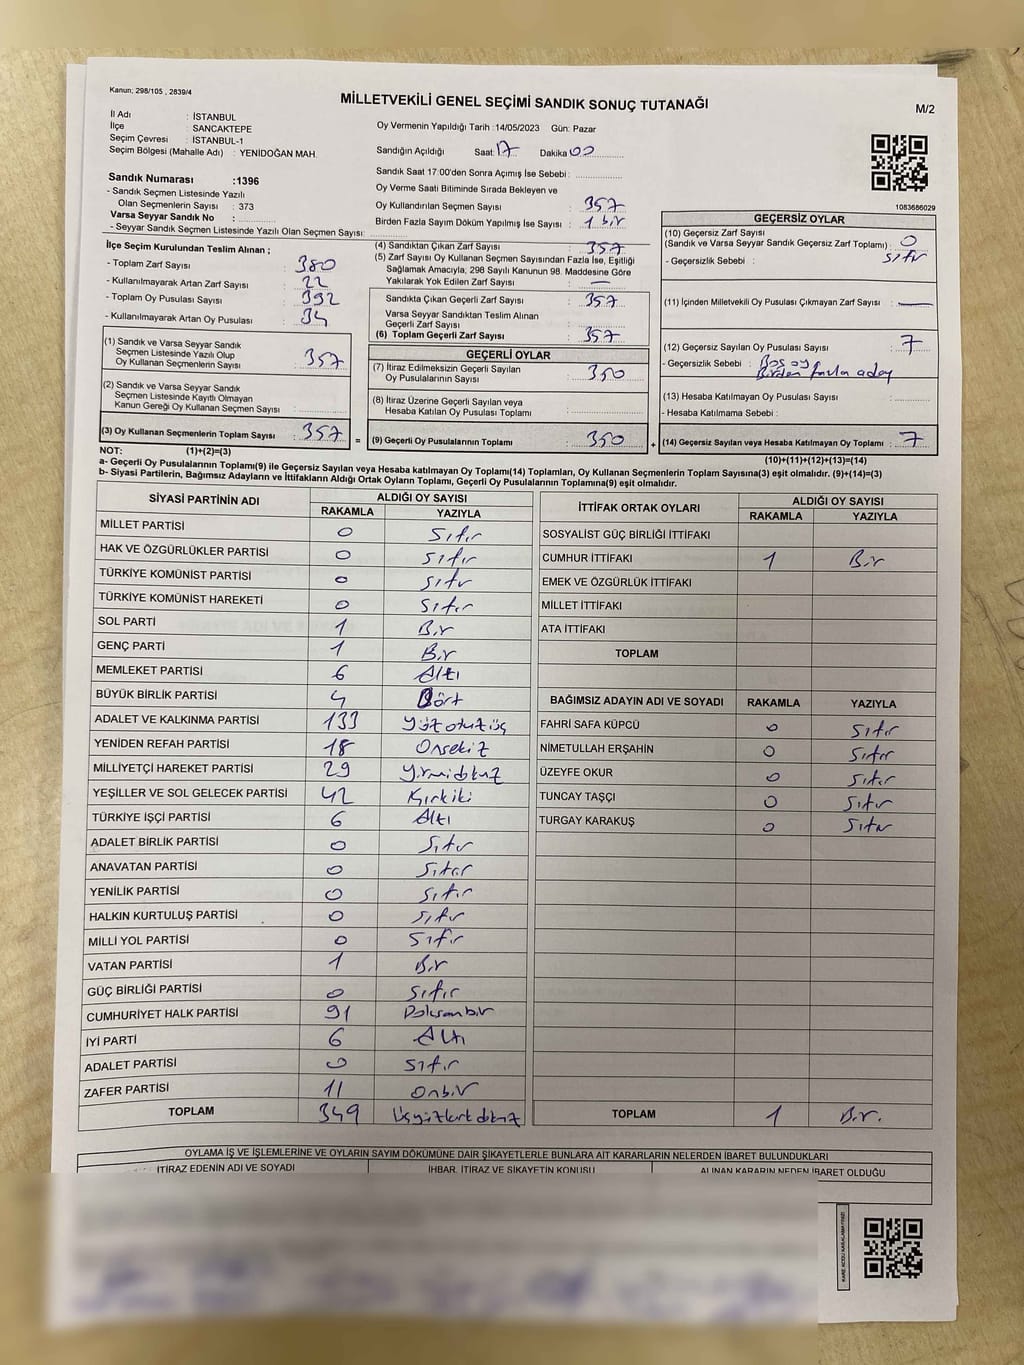 Kanun; 298/105 , 2839/4
MİLLETVEKİLİ GENEL SEÇİMİ SANDIK SONUÇ TUTANAĞI
M/2
İl Adı : İSTANBUL
İlçe : SANCAKTEPE
Seçim Çevresi : İSTANBUL-1
Seçim Bölgesi (Mahalle Adı) : YENİDOĞAN MAH.
Oy Vermenin Yapıldığı Tarih :14/05/2023 Gün: Pazar
Sandığın Açıldığı Saat: 17 Dakika 00
Sandık Saat 17.00'den Sonra Açımış İse Sebebi :
Oy Verme Saati Bitiminde Sırada Bekleyen ve
Oy Kullandırılan Seçmen Sayısı : 357
Birden Fazla Sayım Döküm Yapılmış İse Sayısı : 1 bir
Sandık Numarası :1396
- Sandık Seçmen Listesinde Yazılı
Olan Seçmenlerin Sayısı : 373
Varsa Seyyar Sandık No :
- Seyyar Sandık Seçmen Listesinde Yazılı Olan Seçmen Sayısı:
1083686029
İlçe Seçim Kurulundan Teslim Alınan ;
- Toplam Zarf Sayısı : 380
- Kullanılmayarak Artan Zarf Sayısı : 22
- Toplam Oy Pusulası Sayısı : 392
- Kullanılmayarak Artan Oy Pusulası : 34
(4) Sandıktan Çıkan Zarf Sayısı : 357
(5) Zarf Sayısı Oy Kullanan Seçmen Sayısından Fazla İse, Eşitliği
Sağlamak Amacıyla, 298 Sayılı Kanunun 98. Maddesine Göre
Yakılarak Yok Edilen Zarf Sayısı : —
Sandıkta Çıkan Geçerli Zarf Sayısı : 357
Varsa Seyyar Sandıktan Teslim Alınan
Geçerli Zarf Sayısı :
(6) Toplam Geçerli Zarf Sayısı : 357
GEÇERSİZ OYLAR
(10) Geçersiz Zarf Sayısı
(Sandık ve Varsa Seyyar Sandık Geçersiz Zarf Toplamı) : 0
- Geçersizlik Sebebi : sıfır
(11) İçinden Milletvekili Oy Pusulası Çıkmayan Zarf Sayısı : —
(12) Geçersiz Sayılan Oy Pusulası Sayısı : 7
- Geçersizlik Sebebi : Boş oy
Birden fazla aday
(13) Hesaba Katılmayan Oy Pusulası Sayısı :
- Hesaba Katılmama Sebebi :
(14) Geçersiz Sayılan veya Hesaba Katılmayan Oy Toplamı : 7
(10)+(11)+(12)+(13)=(14)
(1) Sandık ve Varsa Seyyar Sandık
Seçmen Listesinde Yazılı Olup
Oy Kullanan Seçmenlerin Sayısı : 357
(2) Sandık ve Varsa Seyyar Sandık
Seçmen Listesinde Kayıtlı Olmayan
Kanun Gereği Oy Kullanan Seçmen Sayısı :
(3) Oy Kullanan Seçmenlerin Toplam Sayısı : 357
=
GEÇERLİ OYLAR
(7) İtiraz Edilmeksizin Geçerli Sayılan
Oy Pusulalarının Sayısı : 350
(8) İtiraz Üzerine Geçerli Sayılan veya
Hesaba Katılan Oy Pusulası Toplamı :
(9) Geçerli Oy Pusulalarının Toplamı : 350
+
NOT: (1)+(2)=(3)
a- Geçerli Oy Pusulalarının Toplamı(9) ile Geçersiz Sayılan veya Hesaba katılmayan Oy Toplamı(14) Toplamları, Oy Kullanan Seçmenlerin Toplam Sayısına(3) eşit olmalıdır. (9)+(14)=(3)
b- Siyasi Partilerin, Bağımsız Adayların ve İttifakların Aldığı Ortak Oyların Toplamı, Geçerli Oy Pusulalarının Toplamına(9) eşit olmalıdır.
SİYASİ PARTİNİN ADI ALDIĞI OY SAYISI
RAKAMLA YAZIYLA
MİLLET PARTİSİ 0 Sıfır
HAK VE ÖZGÜRLÜKLER PARTİSİ 0 Sıfır
TÜRKİYE KOMÜNİST PARTİSİ 0 Sıfır
TÜRKİYE KOMÜNİST HAREKETİ 0 Sıfır
SOL PARTİ 1 Bir
GENÇ PARTİ 1 Bir
MEMLEKET PARTİSİ 6 Altı
BÜYÜK BİRLİK PARTİSİ 4 Dört
ADALET VE KALKINMA PARTİSİ 133 Yüzotuzüç
YENİDEN REFAH PARTİSİ 18 Onsekiz
MİLLİYETÇİ HAREKET PARTİSİ 29 Yirmidokuz
YEŞİLLER VE SOL GELECEK PARTİSİ 42 Kırkiki
TÜRKİYE İŞÇİ PARTİSİ 6 Altı
ADALET BİRLİK PARTİSİ 0 Sıfır
ANAVATAN PARTİSİ 0 Sıfır
YENİLİK PARTİSİ 0 Sıfır
HALKIN KURTULUŞ PARTİSİ 0 Sıfır
MİLLİ YOL PARTİSİ 0 Sıfır
VATAN PARTİSİ 1 Bir
GÜÇ BİRLİĞİ PARTİSİ 0 Sıfır
CUMHURİYET HALK PARTİSİ 91 Doksanbir
İYİ PARTİ 6 Altı
ADALET PARTİSİ 0 Sıfır
ZAFER PARTİSİ 11 Onbir
TOPLAM 349 Üçyüzkırkdokuz
İTTİFAK ORTAK OYLARI ALDIĞI OY SAYISI
RAKAMLA YAZIYLA
SOSYALİST GÜÇ BİRLİĞİ İTTİFAKI
CUMHUR İTTİFAKI 1 Bir
EMEK VE ÖZGÜRLÜK İTTİFAKI
MİLLET İTTİFAKI
ATA İTTİFAKI
TOPLAM
BAĞIMSIZ ADAYIN ADI VE SOYADI RAKAMLA YAZIYLA
FAHRİ SAFA KÜPCÜ 0 Sıfır
NİMETULLAH ERŞAHİN 0 Sıfır
ÜZEYFE OKUR 0 Sıfır
TUNCAY TAŞÇI 0 Sıfır
TURGAY KARAKUŞ 0 Sıfır
TOPLAM 1 Bir.
OYLAMA İŞ VE İŞLEMLERİNE VE OYLARIN SAYIM DÖKÜMÜNE DAİR ŞİKAYETLERLE BUNLARA AİT KARARLARIN NELERDEN İBARET BULUNDUKLARI
İTİRAZ EDENİN ADI VE SOYADI İHBAR, İTİRAZ VE ŞİKAYETİN KONUSU ALINAN KARARIN NEDEN İBARET OLDUĞU